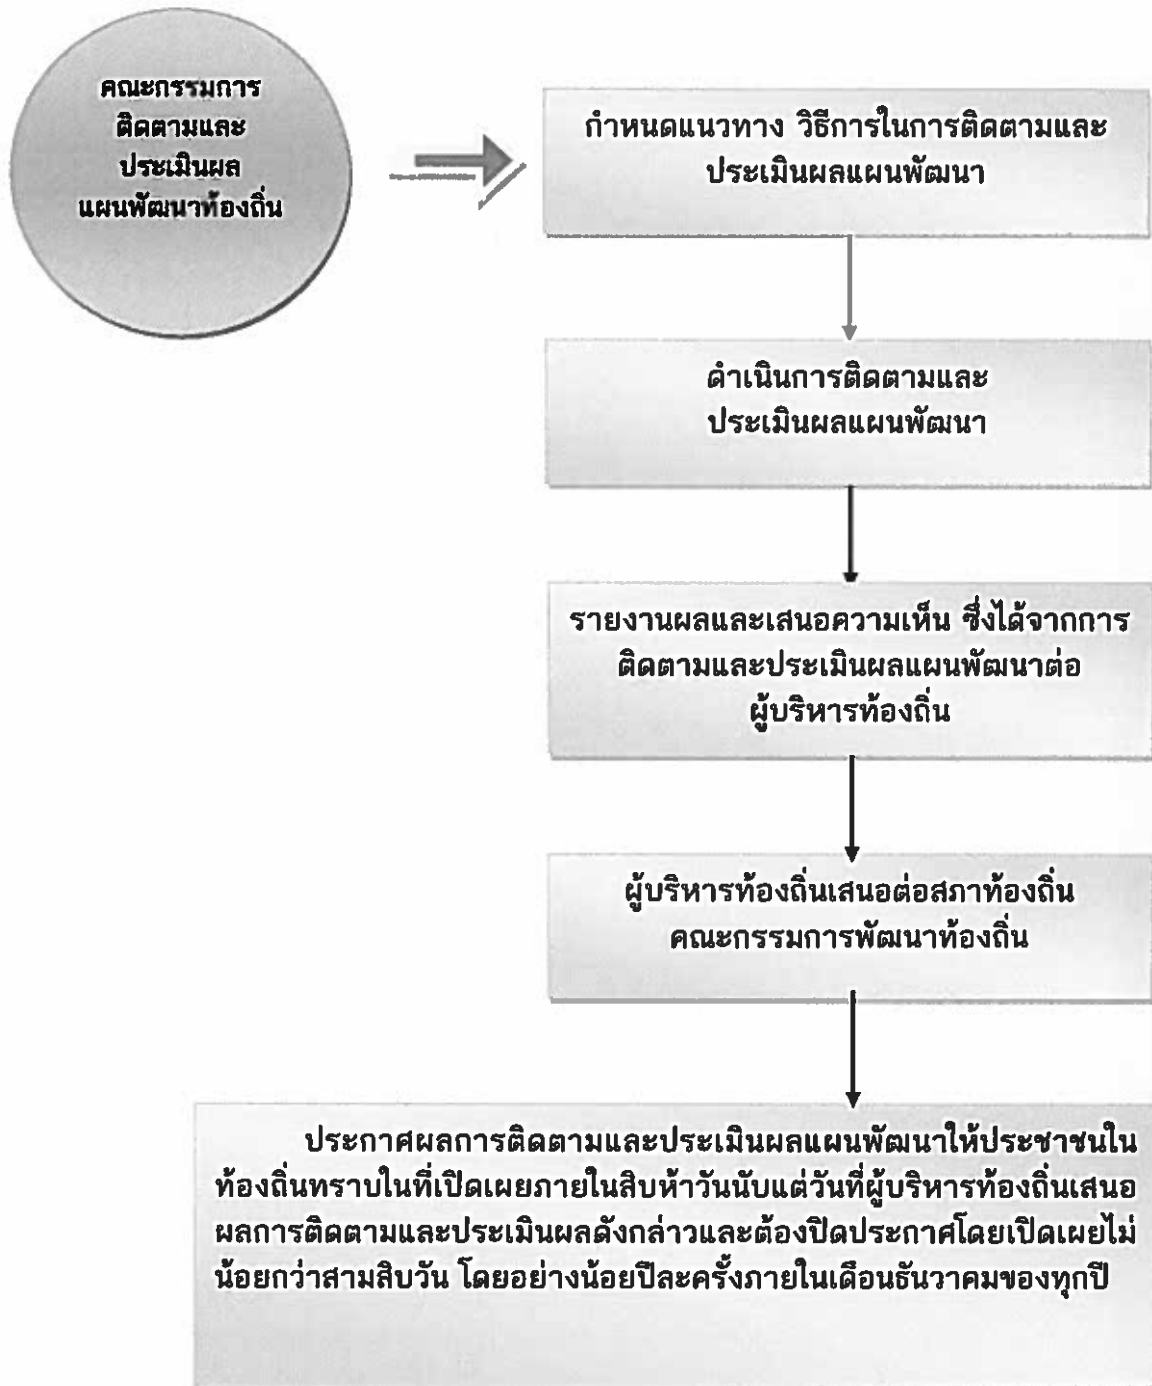 คณะกรรมการ
ติดตามและ
ประเมินผล
แผนพัฒนาท้องถิ่น
กำหนดแนวทาง วิธีการในการติดตามและ
ประเมินผลแผนพัฒนา
ดำเนินการติดตามและ
ประเมินผลแผนพัฒนา
รายงานผลและเสนอความเห็น ซึ่งได้จากการ
ติดตามและประเมินผลแผนพัฒนาต่อ
ผู้บริหารท้องถิ่น
ผู้บริหารท้องถิ่นเสนอต่อสภาท้องถิ่น
คณะกรรมการพัฒนาท้องถิ่น
ประกาศผลการติดตามและประเมินผลแผนพัฒนาให้ประชาชนใน
ท้องถิ่นทราบในที่เปิดเผยภายในสิบห้าวันนับแต่วันที่ผู้บริหารท้องถิ่นเสนอ
ผลการติดตามและประเมินผลดังกล่าวและต้องปิดประกาศโดยเปิดเผยไม่
น้อยกว่าสามสิบวัน โดยอย่างน้อยปีละครั้งภายในเดือนธันวาคมของทุกปี